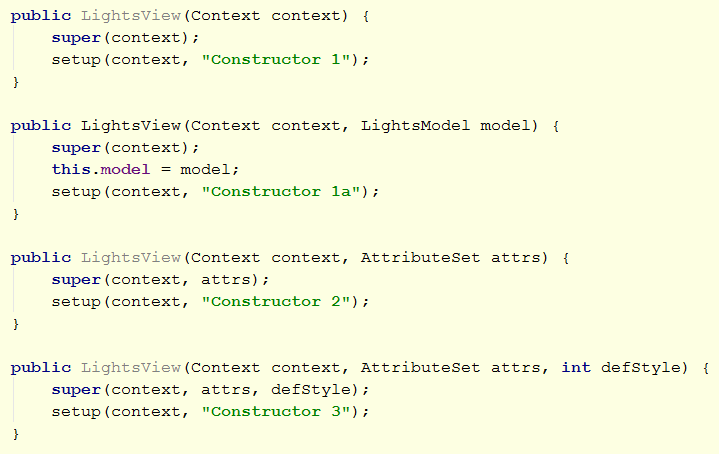 public LightsView(Context context) {
    super(context);
    setup(context, "Constructor 1");
}
public LightsView(Context context, LightsModel model) {
    super(context);
    this.model = model;
    setup(context, "Constructor 1a");
}
public LightsView(Context context, AttributeSet attrs) {
    super(context, attrs);
    setup(context, "Constructor 2");
}
public LightsView(Context context, AttributeSet attrs, int defStyle) {
    super(context, attrs, defStyle);
    setup(context, "Constructor 3");
}